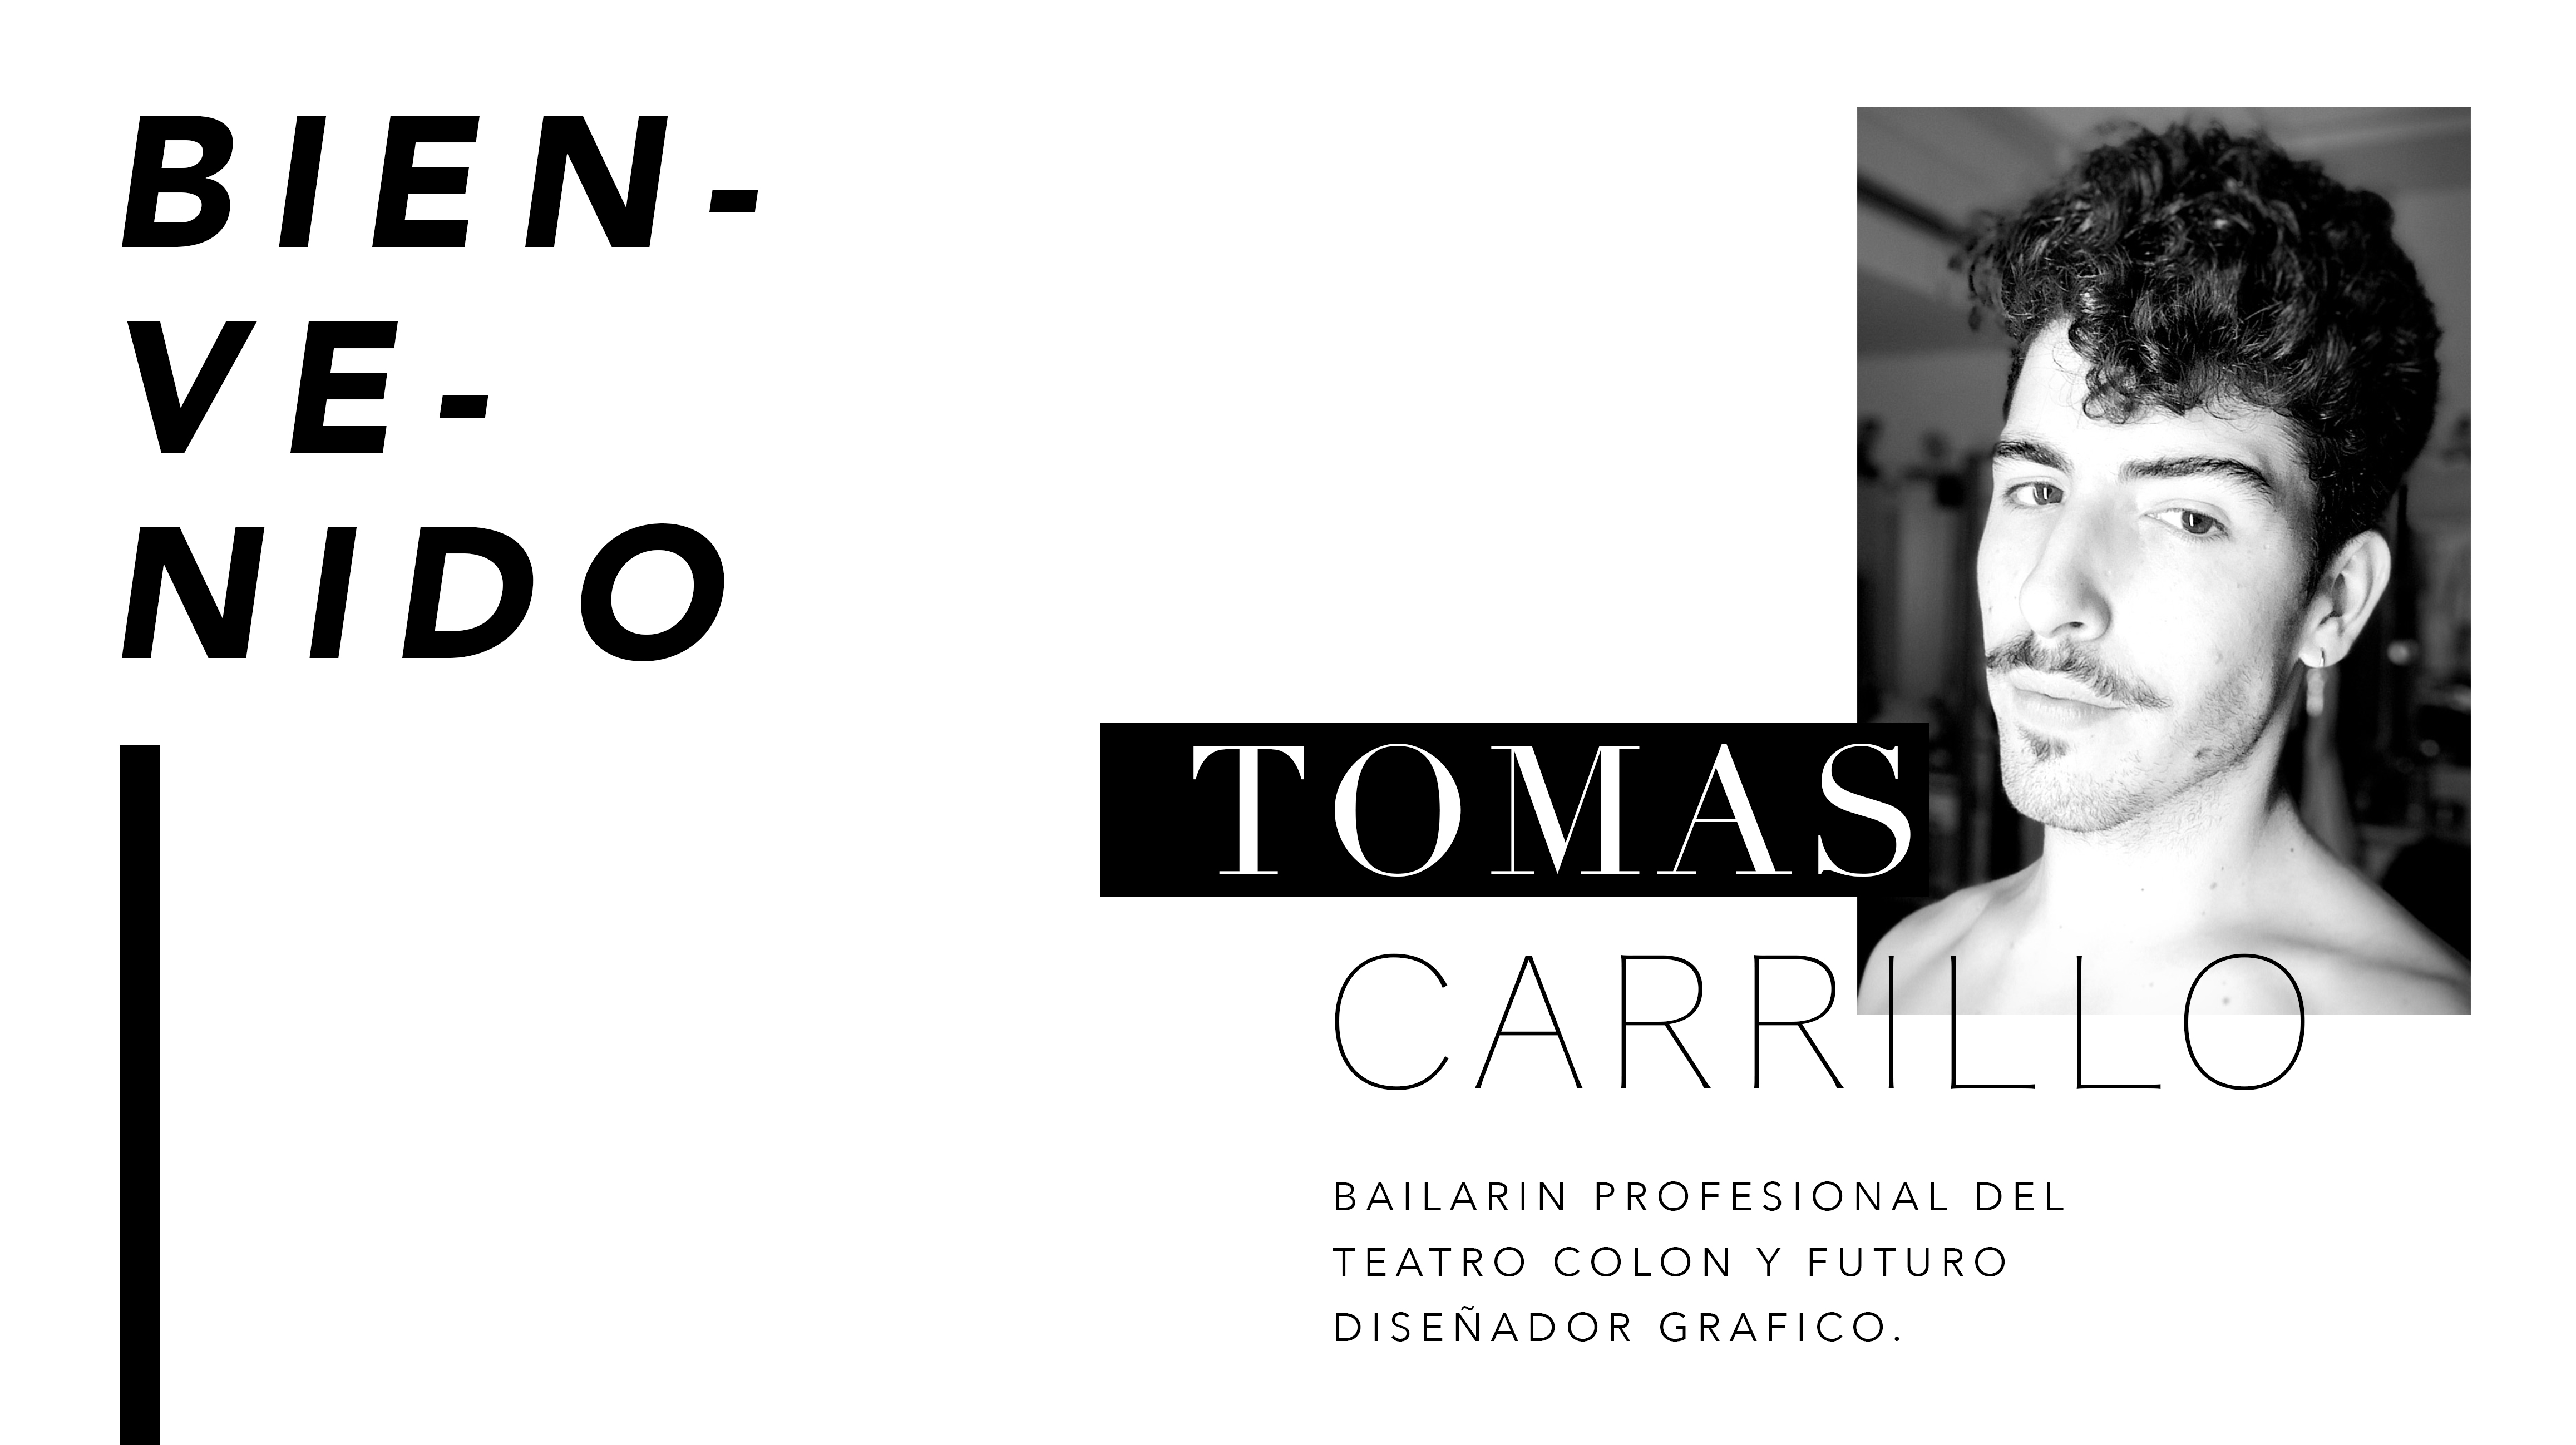 BIEN-
VE-
NIDO
TOMAS
CARRILLO
BAILARIN PROFESIONAL DEL
TEATRO COLON Y FUTURO
DISEÑADOR GRAFICO.